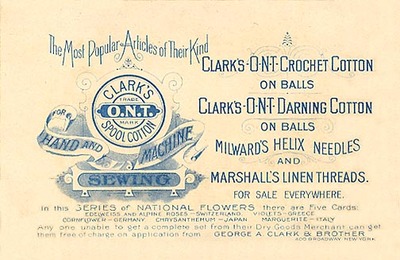 The Most Popular Articles of Their Kind
CLARK'S
TRADE
O.N.T.
MARK
SPOOL COTTON
FOR
HAND AND
MACHINE
SEWING
CLARK'S O·N·T· CROCHET COTTON
ON BALLS
CLARK'S O·N·T· DARNING COTTON
ON BALLS
MILWARD'S HELIX NEEDLES
AND
MARSHALL'S LINEN THREADS.
FOR SALE EVERYWHERE.
In this SERIES of NATIONAL FLOWERS there are Five Cards:
EDELWEISS AND ALPINE ROSES—SWITZERLAND VIOLETS—GREECE
CORNFLOWER—GERMANY CHRYSANTHEMUM—JAPAN MARGUERITE—ITALY
Any one unable to get a complete set from their Dry Goods Merchant can get
them free of charge on application from GEORGE A CLARK & BROTHER
400 BROADWAY NEW YORK.